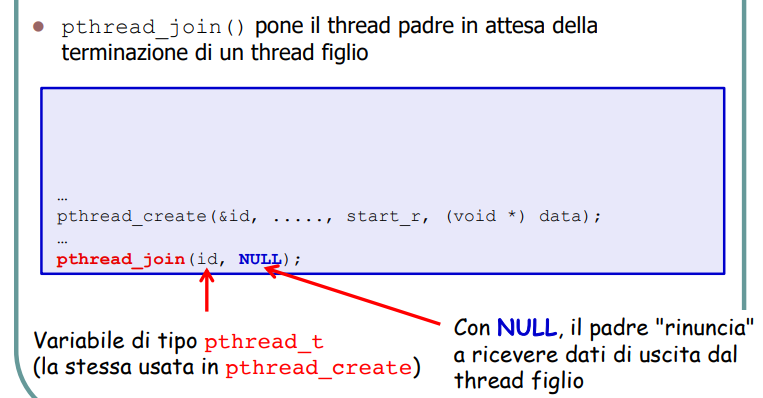 pthread_join() pone il thread padre in attesa della
terminazione di un thread figlio
…
pthread_create(&id, ....., start_r, (void *) data);
…
pthread_join(id, NULL);
Variabile di tipo pthread_t
(la stessa usata in pthread_create)
Con NULL, il padre "rinuncia"
a ricevere dati di uscita dal
thread figlio